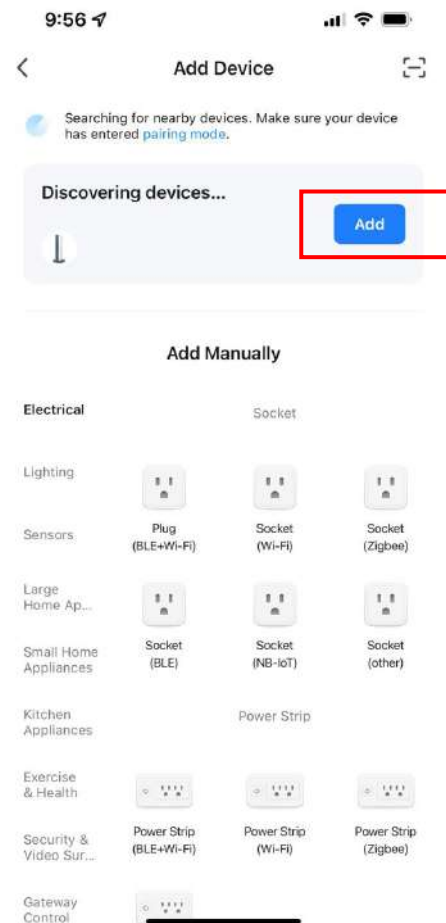 9:56
Add Device
Searching for nearby devices. Make sure your device
has entered pairing mode.
Discovering devices...
Add
Add Manually
Electrical
Socket
Lighting
Sensors
Plug
(BLE+Wi-Fi)
Socket
(Wi-Fi)
Socket
(Zigbee)
Large
Home Ap...
Small Home
Appliances
Socket
(BLE)
Socket
(NB-IoT)
Socket
(other)
Kitchen
Appliances
Power Strip
Exercise
& Health
Security &
Video Sur...
Power Strip
(BLE+Wi-Fi)
Power Strip
(Wi-Fi)
Power Strip
(Zigbee)
Gateway
Control